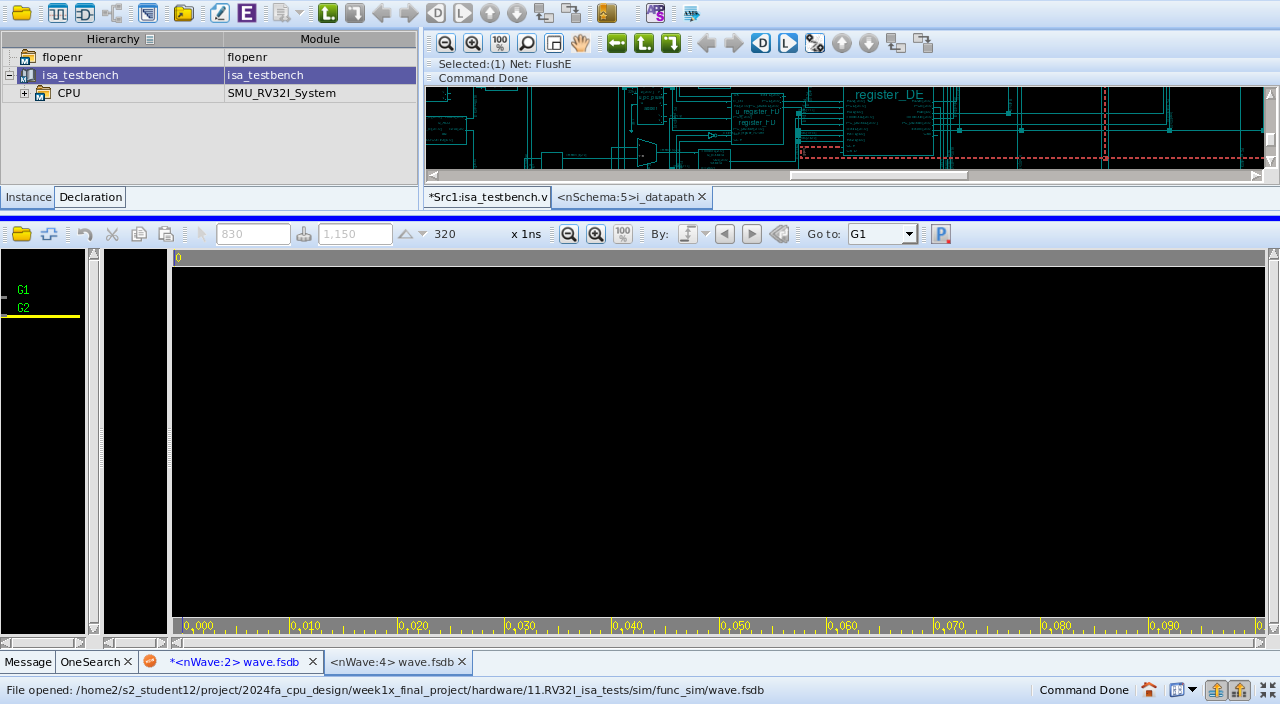 Hierarchy Module
flopenr flopenr
isa_testbench isa_testbench
CPU SMU_RV32I_System
Instance Declaration
Selected:(1) Net: FlushE
Command Done
register_DE
register_FD
*Src1:isa_testbench.v <nSchema:5>i_datapath
830 1,150 320 x 1ns 100 % By: Go to: G1
0
G1
G2
0,000 0,010 0,020 0,030 0,040 0,050 0,060 0,070 0,080 0,090 0,
Message OneSearch *<nWave:2> wave.fsdb <nWave:4> wave.fsdb
File opened: /home2/s2_student12/project/2024fa_cpu_design/week1x_final_project/hardware/11.RV32I_isa_tests/sim/func_sim/wave.fsdb Command Done